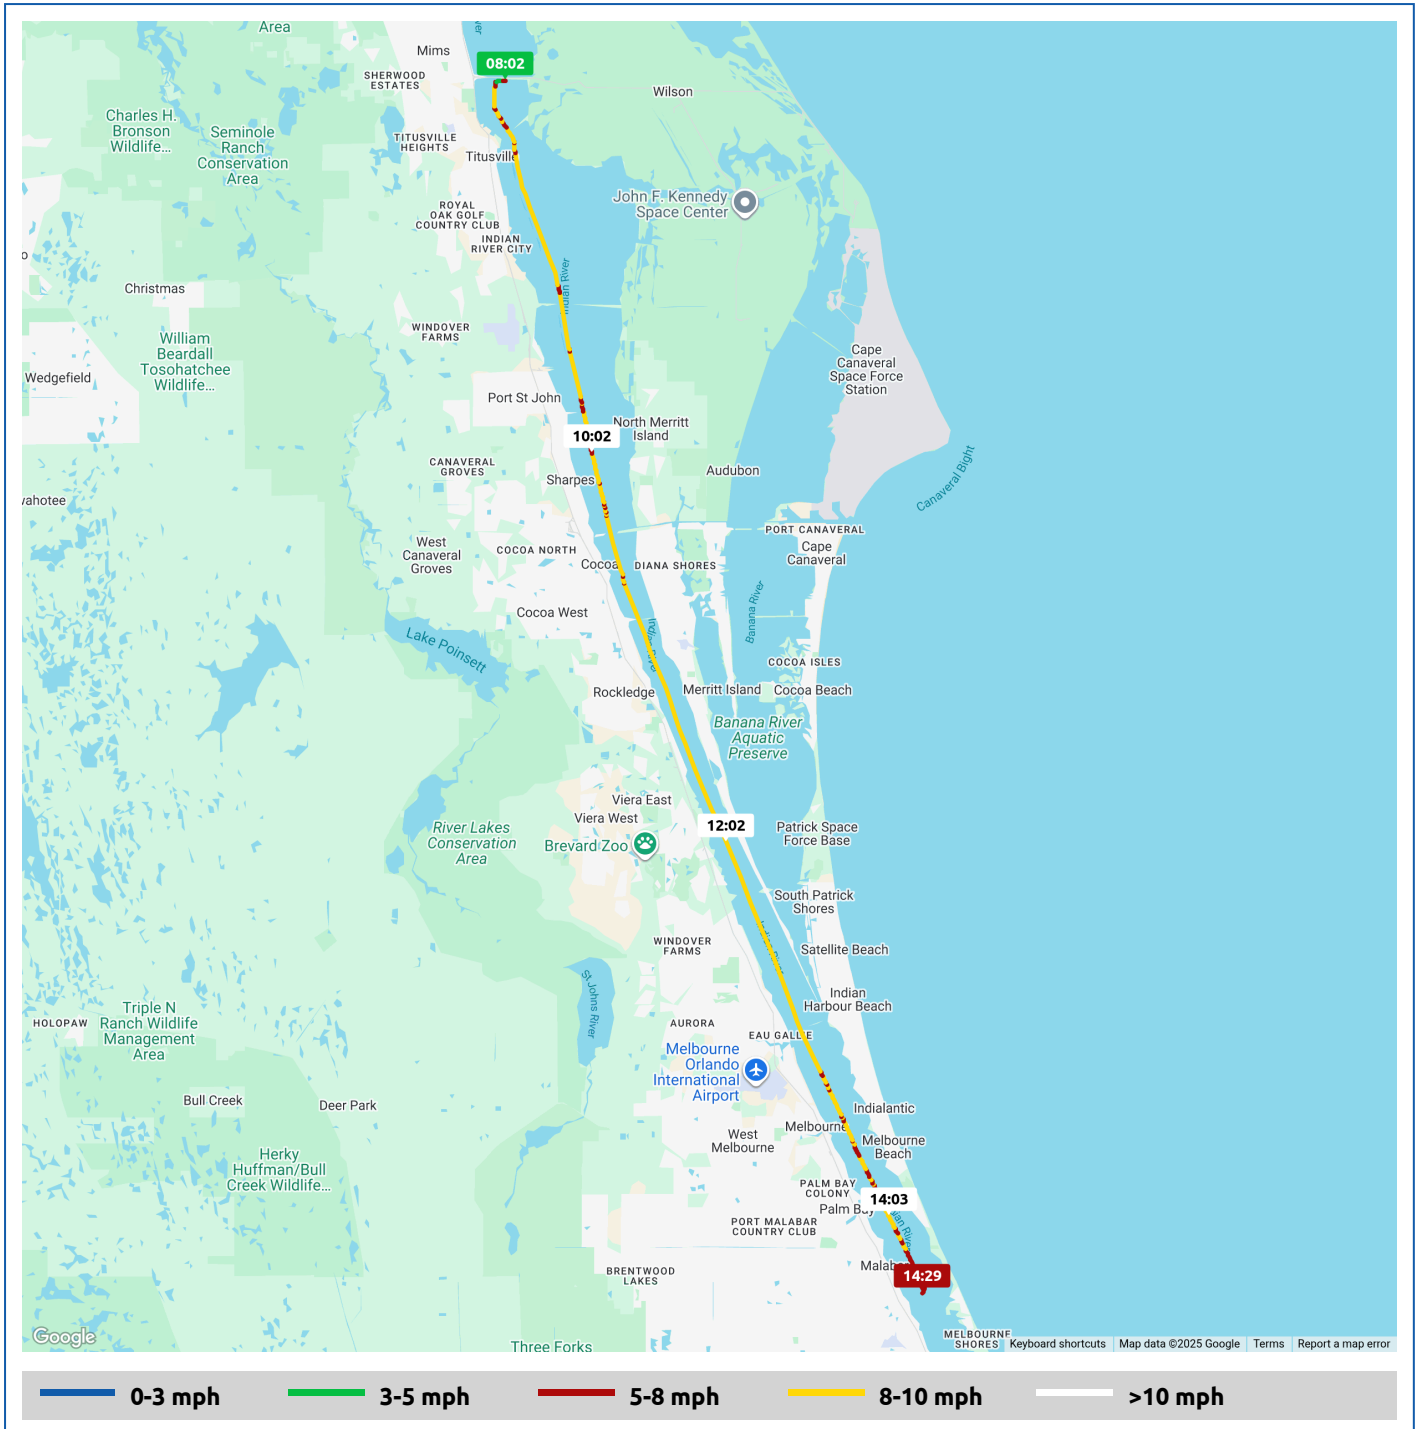 Area
Mims
08:02
SHERWOOD
ESTATES
Wilson
Charles H.
Bronson
Wildlife...
Seminole
Ranch
Conservation
Area
TITUSVILLE
HEIGHTS
Titusville
John F. Kennedy
Space Center
ROYAL
OAK GOLF
COUNTRY CLUB
INDIAN
RIVER CITY
Indian River
Christmas
WINDOVER
FARMS
William
Beardall
Tosohatchee
Wildlife...
Wedgefield
Cape
Canaveral
Space Force
Station
Port St John
North Merritt
Island
10:02
CANAVERAL
GROVES
Sharpes
Audubon
Canaveral Bight
PORT CANAVERAL
Cape
Canaveral
West
Canaveral
Groves
COCOA NORTH
Cocoa
DIANA SHORES
Banana River
Cocoa West
Lake Poinsett
Indian River
COCOA ISLES
Rockledge
Merritt Island
Cocoa Beach
Banana River
Aquatic
Preserve
Viera East
Viera West
12:02
Patrick Space
Force Base
River Lakes
Conservation
Area
Brevard Zoo
South Patrick
Shores
WINDOVER
FARMS
Satellite Beach
St Johns River
Indian
Harbour Beach
Triple N
Ranch Wildlife
Management
Area
HOLOPAW
AURORA
EAU GALLIE
Melbourne
Orlando
International
Airport
Bull Creek
Deer Park
Indialantic
Melbourne
West
Melbourne
Melbourne
Beach
Herky
Huffman/Bull
Creek Wildlife...
PALM BAY
COLONY
14:03
Palm Bay
PORT MALABAR
COUNTRY CLUB
BRENTWOOD
LAKES
14:29
MELBOURNE
SHORES
Three Forks
Google
Keyboard shortcuts
Map data ©2025 Google
Terms
Report a map error
0-3 mph
3-5 mph
5-8 mph
8-10 mph
>10 mph